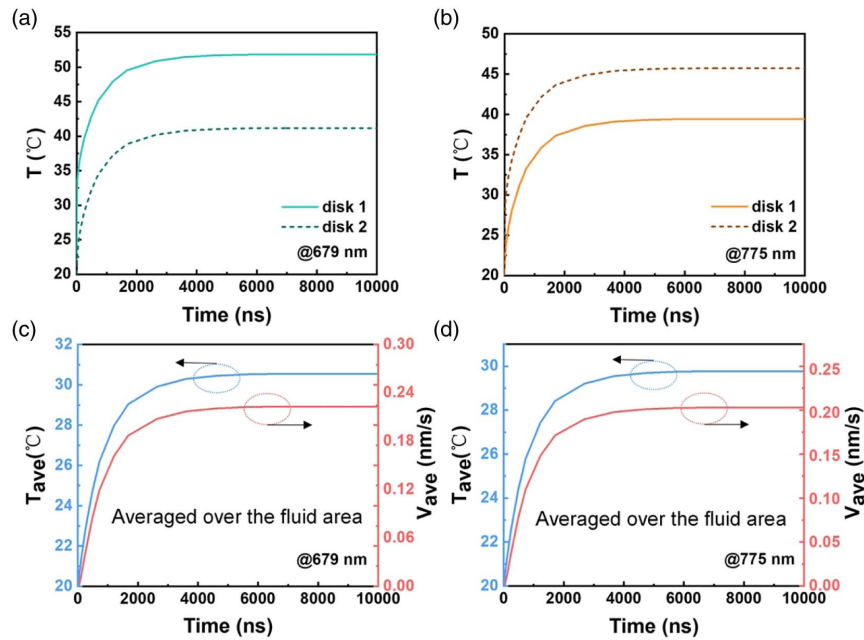 (a)
55
50
45
40
35
30
25
20
T (℃)
disk 1
disk 2
@679 nm
0 2000 4000 6000 8000 10000
Time (ns)
(b)
50
45
40
35
30
25
20
T (℃)
disk 1
disk 2
@775 nm
0 2000 4000 6000 8000 10000
Time (ns)
(c)
32
30
28
26
24
22
20
Tave(℃)
0.30
0.27
0.24
0.18
0.12
0.06
0.00
Vave (nm/s)
Averaged over the fluid area
@679 nm
0 2000 4000 6000 8000 10000
Time (ns)
(d)
30
28
26
24
22
20
Tave(℃)
0.25
0.20
0.15
0.10
0.05
0.00
Vave (nm/s)
Averaged over the fluid area
@775 nm
0 2000 4000 6000 8000 10000
Time (ns)